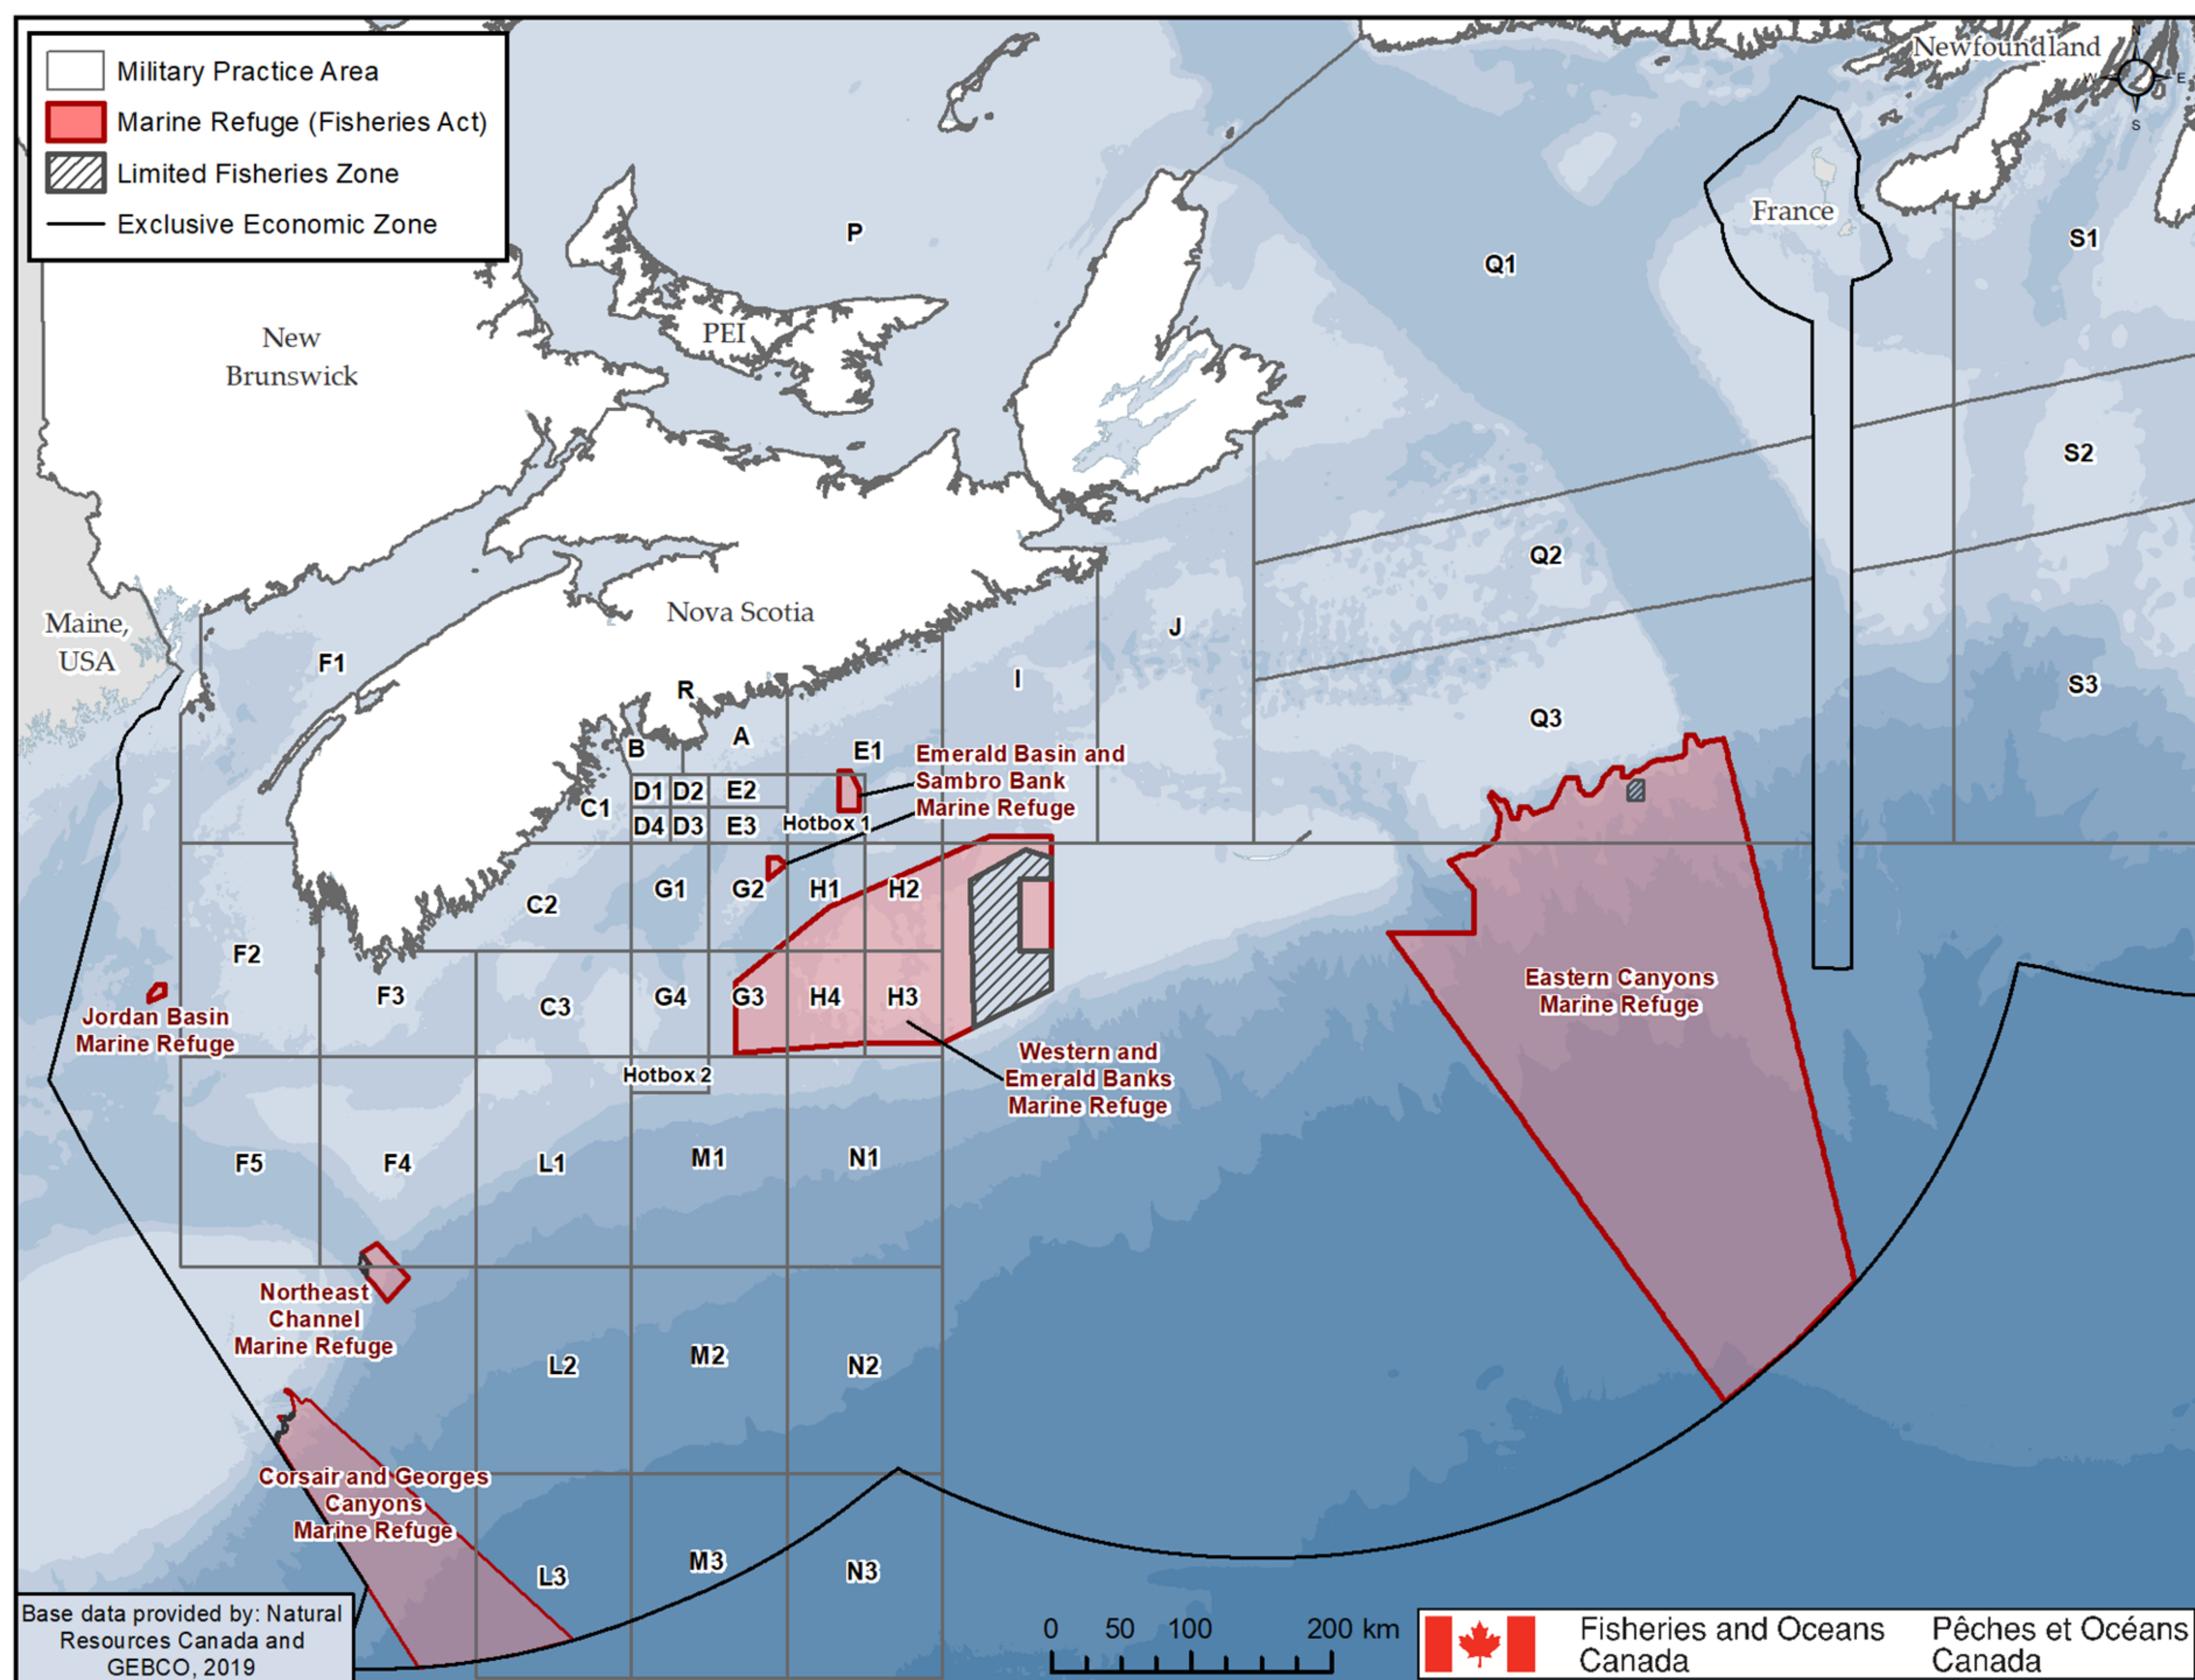 Military Practice Area
Marine Refuge (Fisheries Act)
Limited Fisheries Zone
Exclusive Economic Zone
Newfoundland
N
W
E
S
France
P
Q1
S1
PEI
New
Brunswick
S2
Q2
Nova Scotia
Maine,
USA
J
F1
I
S3
R
Q3
B
A
E1
Emerald Basin and
Sambro Bank
Marine Refuge
D1
D2
E2
C1
D4
D3
E3
Hotbox 1
G1
G2
H1
H2
C2
F2
F3
C3
G4
G3
H4
H3
Eastern Canyons
Marine Refuge
Jordan Basin
Marine Refuge
Western and
Emerald Banks
Marine Refuge
Hotbox 2
F5
F4
L1
M1
N1
Northeast
Channel
Marine Refuge
L2
M2
N2
Corsair and Georges
Canyons
Marine Refuge
L3
M3
N3
Base data provided by: Natural
Resources Canada and
GEBCO, 2019
0 50 100 200 km
Fisheries and Oceans
Canada
Pêches et Océans
Canada